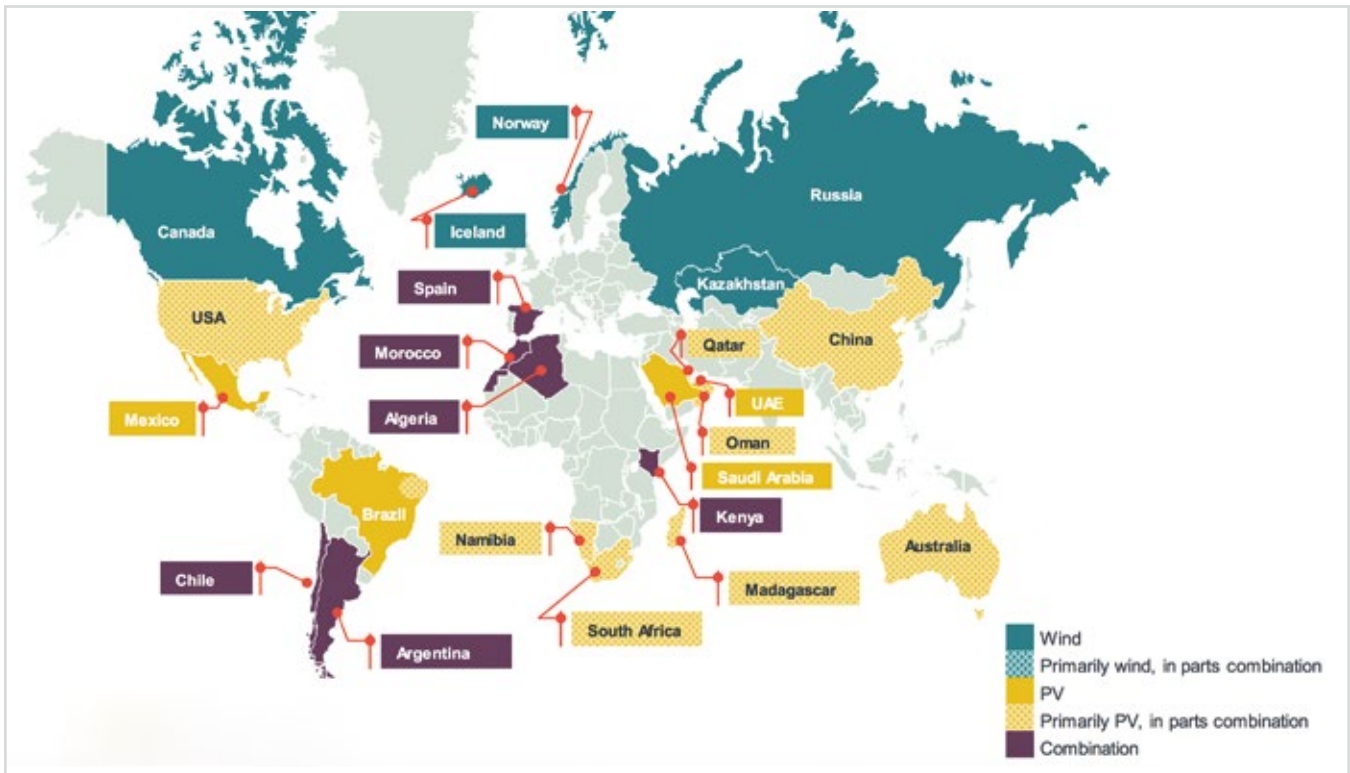 Norway
Russia
Canada
Iceland
Kazakhstan
Spain
USA
Qatar
China
Morocco
UAE
Algeria
Mexico
Oman
Saudi Arabia
Brazil
Kenya
Namibia
Australia
Chile
Madagascar
South Africa
Argentina
Wind
Primarily wind, in parts combination
PV
Primarily PV, in parts combination
Combination